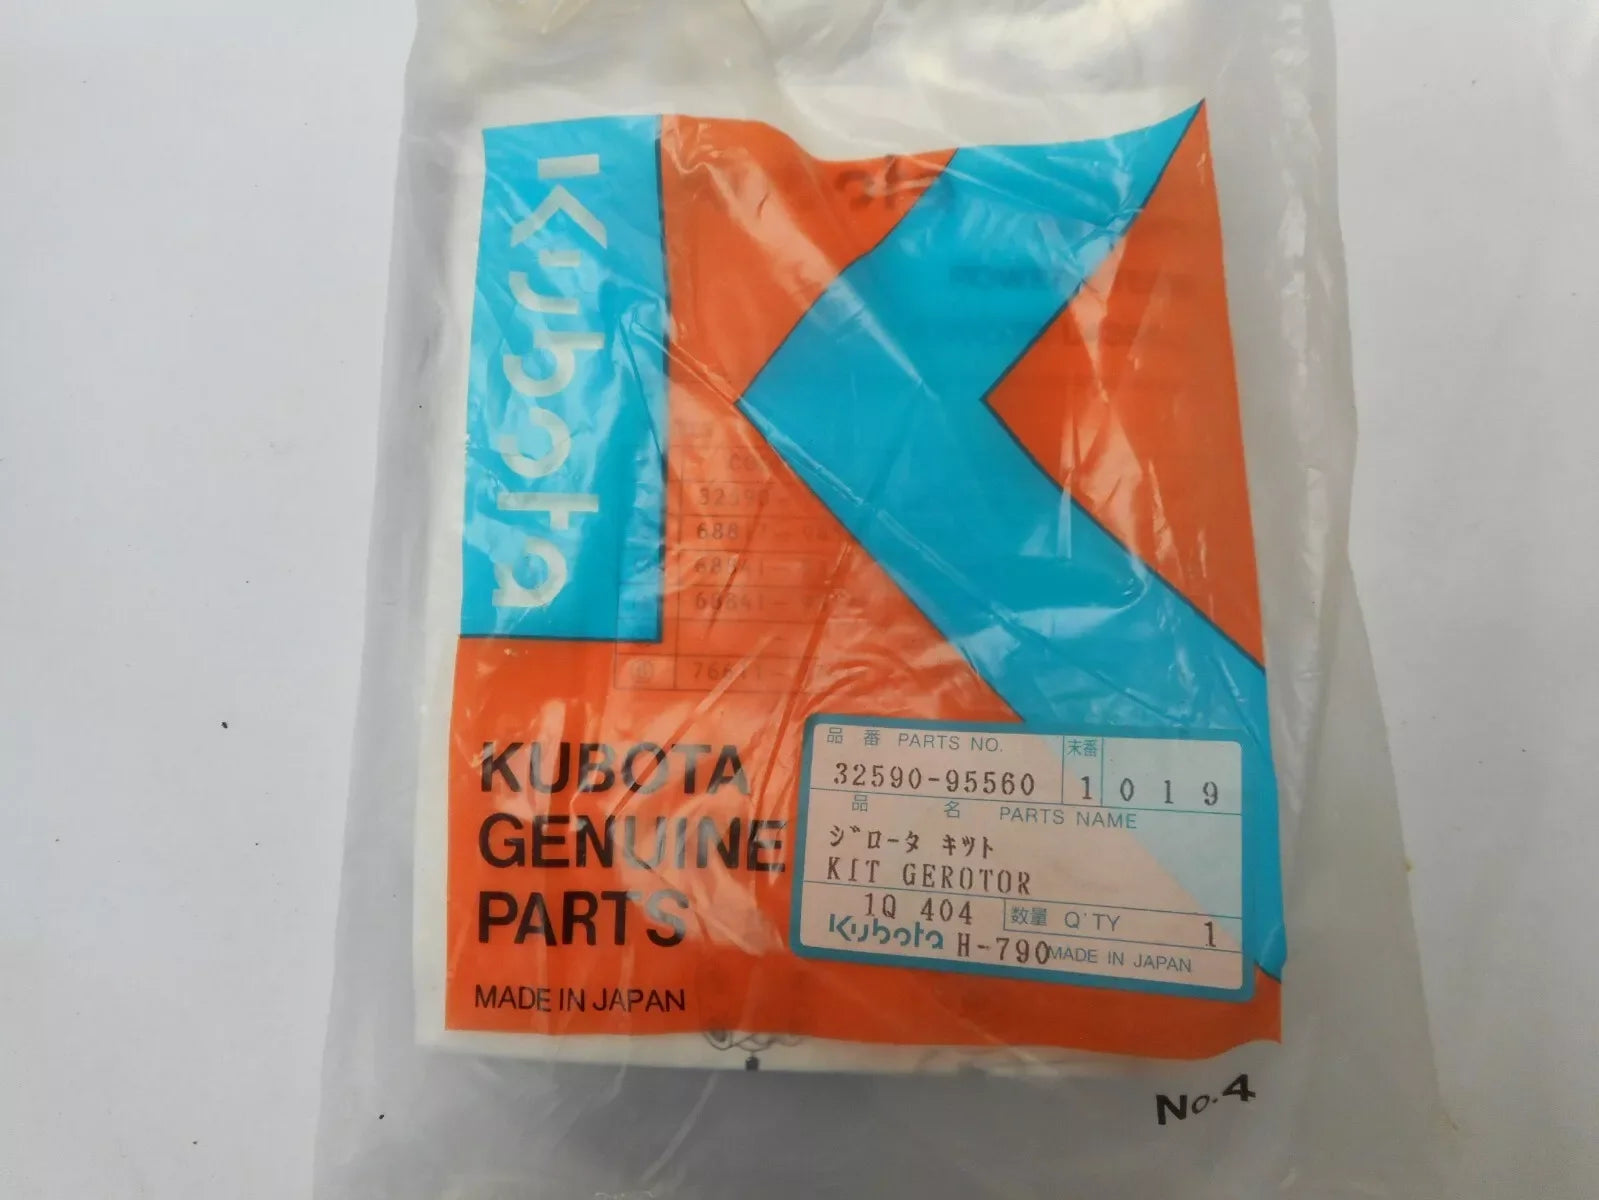 Kubota
KUBOTA
GENUINE
PARTS
MADE IN JAPAN
品番 PARTS NO. 末番
32590-95560 1 0 1 9
品名 PARTS NAME
ジロータ キット
KIT GEROTOR
1Q 404 数量 Q'TY 1
Kubota H-790 MADE IN JAPAN
No.4